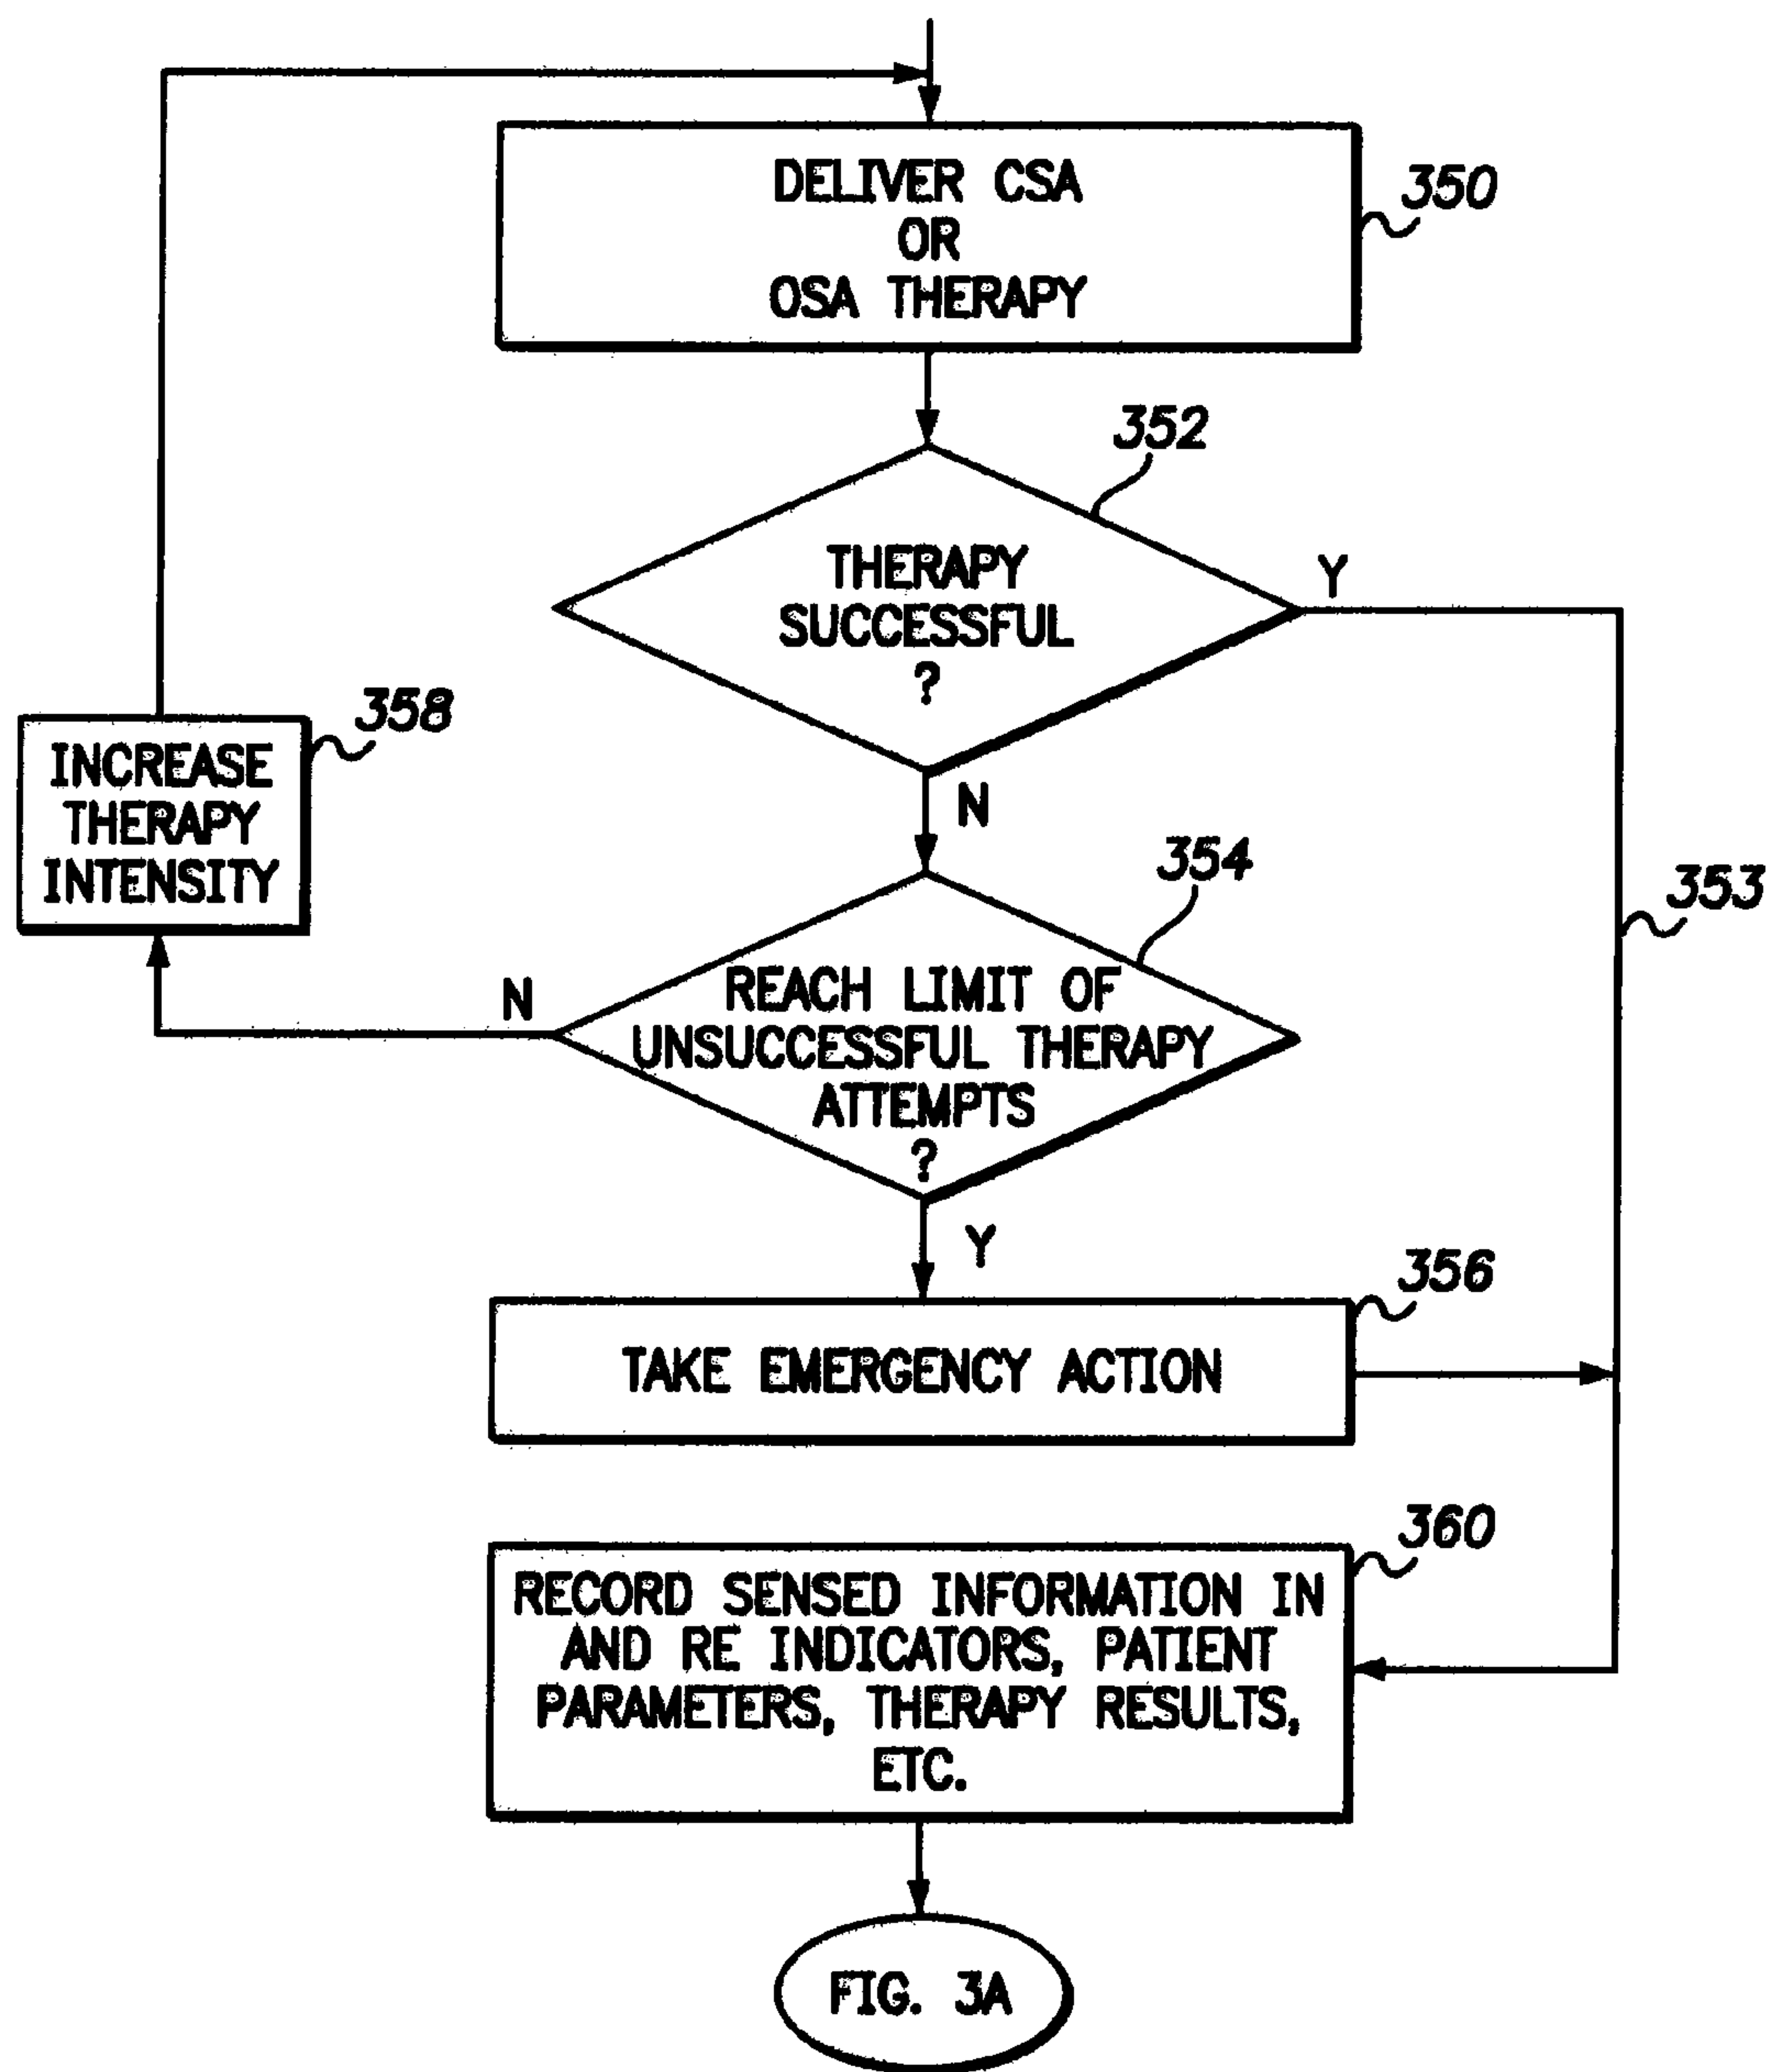 DELIVER CSA
OR
OSA THERAPY
350
352
THERAPY
SUCCESSFUL
?
Y
N
358
INCREASE
THERAPY
INTENSITY
354
353
REACH LIMIT OF
UNSUCCESSFUL THERAPY
ATTEMPTS
?
N
Y
356
TAKE EMERGENCY ACTION
360
RECORD SENSED INFORMATION IN
AND RE INDICATORS, PATIENT
PARAMETERS, THERAPY RESULTS,
ETC.
FIG. 3A